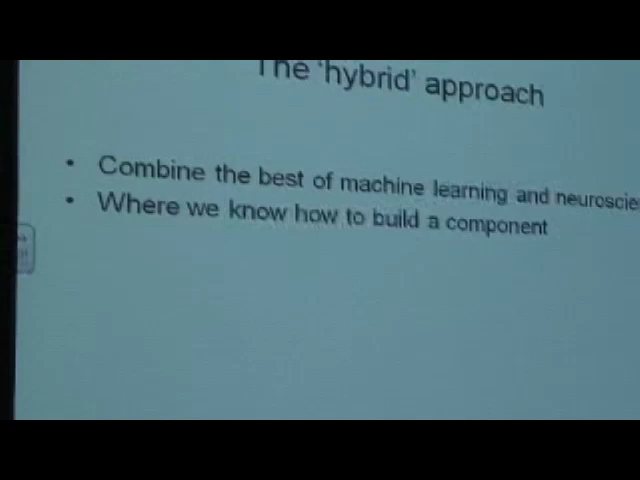 The 'hybrid' approach
• Combine the best of machine learning and neuroscie
• Where we know how to build a component